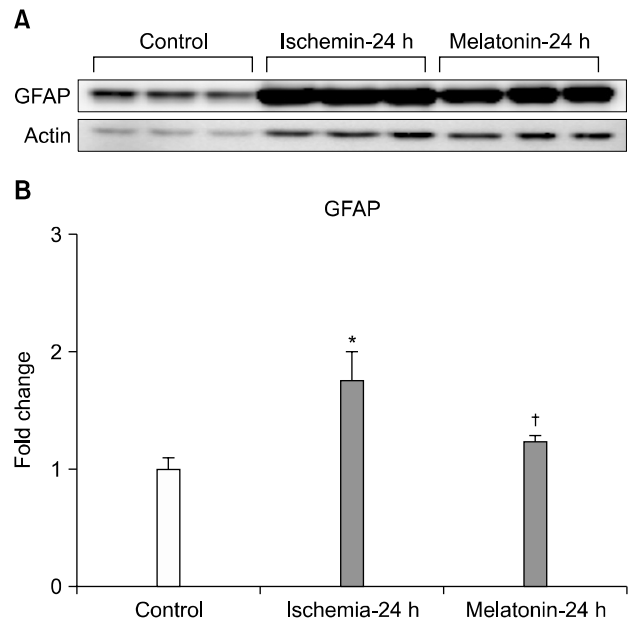 A
Control Ischemin-24 h Melatonin-24 h
GFAP
Actin
B
GFAP
3
2
1
0
Fold change
*
†
Control Ischemia-24 h Melatonin-24 h